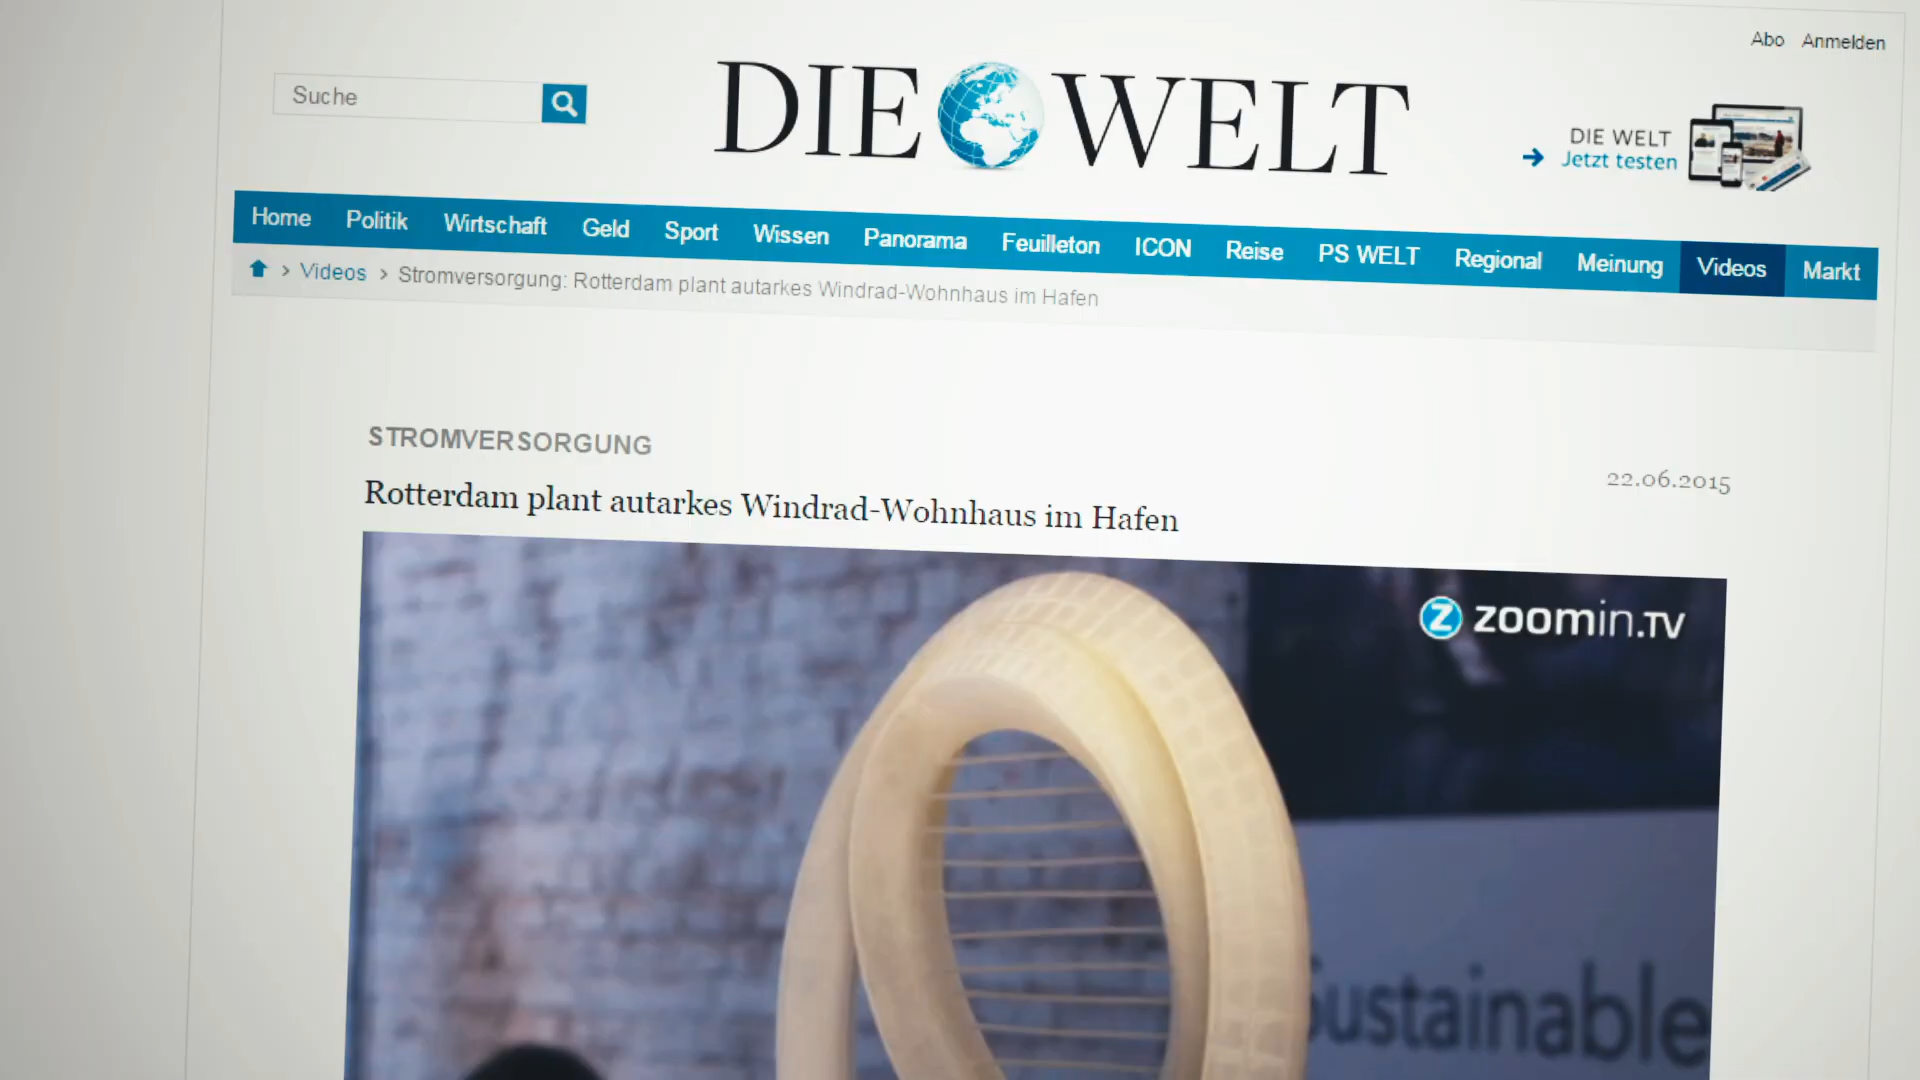 Abo Anmelden
Suche
DIE WELT
DIE WELT
Jetzt testen
Home Politik Wirtschaft Geld Sport Wissen Panorama Feuilleton ICON Reise PS WELT Regional Meinung Videos Markt
> Videos > Stromversorgung: Rotterdam plant autarkes Windrad-Wohnhaus im Hafen
STROMVERSORGUNG
22.06.2015
Rotterdam plant autarkes Windrad-Wohnhaus im Hafen
Z zoomin.TV
Sustainable